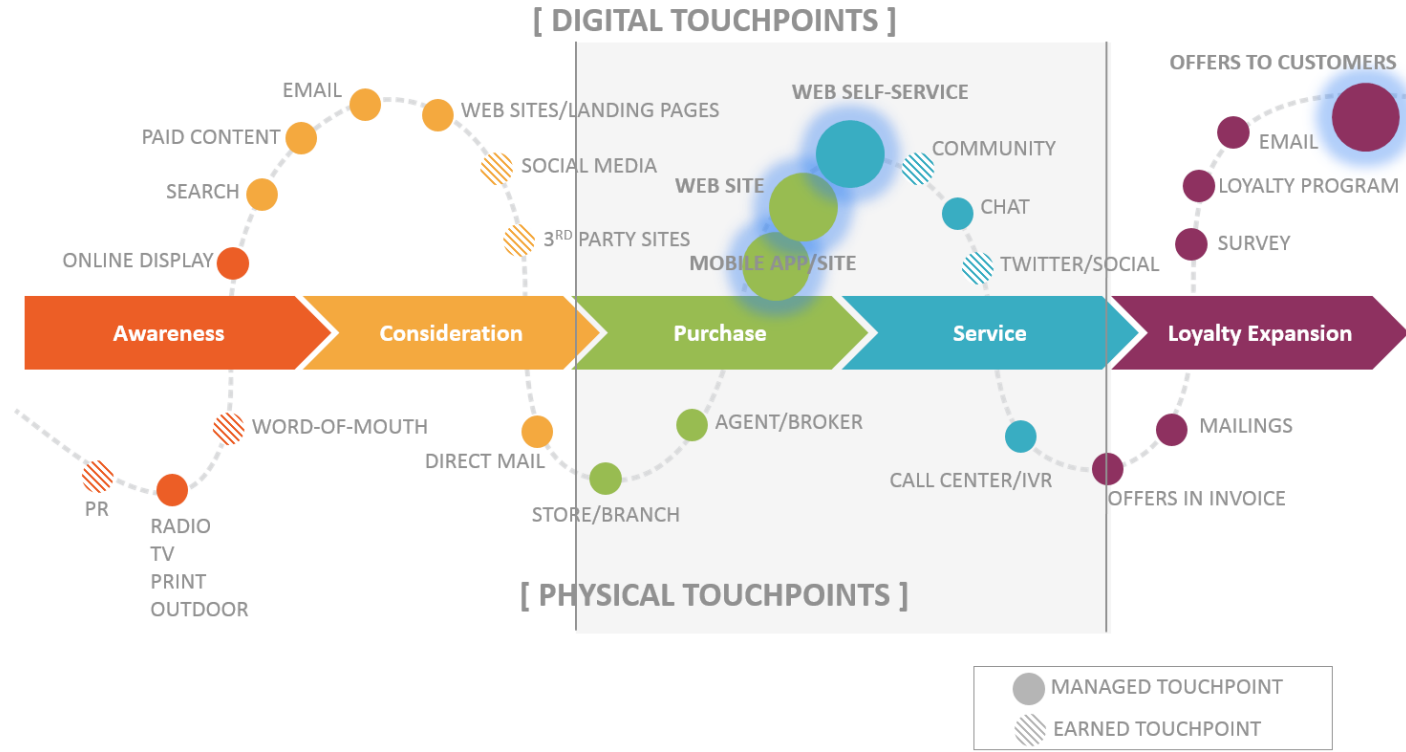 [ DIGITAL TOUCHPOINTS ]
OFFERS TO CUSTOMERS
EMAIL
WEB SITES/LANDING PAGES
WEB SELF-SERVICE
PAID CONTENT
SOCIAL MEDIA
COMMUNITY
EMAIL
SEARCH
WEB SITE
CHAT
LOYALTY PROGRAM
3RD PARTY SITES
SURVEY
ONLINE DISPLAY
MOBILE APP/SITE
TWITTER/SOCIAL
Awareness
Consideration
Purchase
Service
Loyalty Expansion
WORD-OF-MOUTH
AGENT/BROKER
MAILINGS
DIRECT MAIL
CALL CENTER/IVR
OFFERS IN INVOICE
PR
STORE/BRANCH
RADIO
TV
PRINT
OUTDOOR
[ PHYSICAL TOUCHPOINTS ]
MANAGED TOUCHPOINT
EARNED TOUCHPOINT